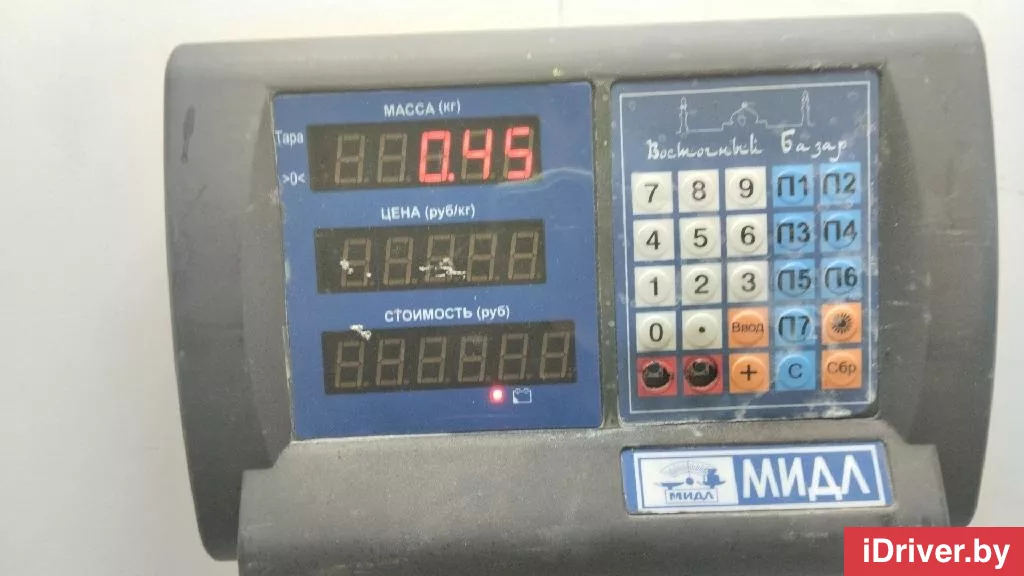 МАССА (кг)
Тара
0.45
>0<
ЦЕНА (руб/кг)
СТОИМОСТЬ (руб)
Восточный Базар
7 8 9 П1 П2
4 5 6 П3 П4
1 2 3 П5 П6
0 • Ввод П7
+ С Сбр
МИДЛ
МИДЛ
iDriver.by